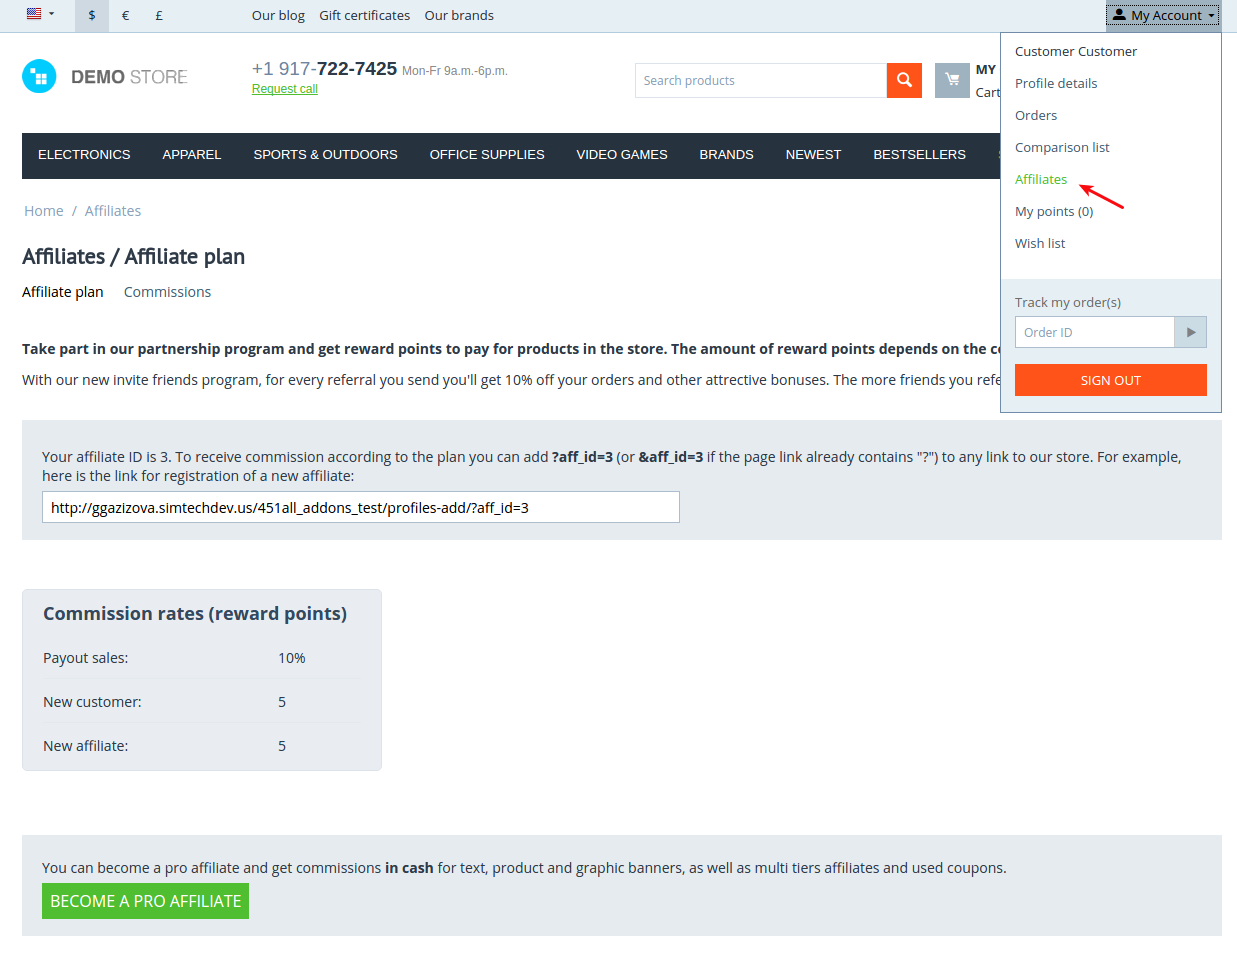 $ € £ Our blog Gift certificates Our brands My Account
Customer Customer
Profile details
Orders
Comparison list
Affiliates
My points (0)
Wish list
Track my order(s)
Order ID
SIGN OUT
DEMO STORE
+1 917-722-7425 Mon-Fr 9a.m.-6p.m.
Request call
Search products
MY
Cart
ELECTRONICS APPAREL SPORTS & OUTDOORS OFFICE SUPPLIES VIDEO GAMES BRANDS NEWEST BESTSELLERS
Home / Affiliates
Affiliates / Affiliate plan
Affiliate plan Commissions
Take part in our partnership program and get reward points to pay for products in the store. The amount of reward points depends on the
With our new invite friends program, for every referral you send you'll get 10% off your orders and other attrective bonuses. The more friends you
Your affiliate ID is 3. To receive commission according to the plan you can add ?aff_id=3 (or &aff_id=3 if the page link already contains "?") to any link to our store. For example,
here is the link for registration of a new affiliate:
http://ggazizova.simtechdev.us/451all_addons_test/profiles-add/?aff_id=3
Commission rates (reward points)
Payout sales: 10%
New customer: 5
New affiliate: 5
You can become a pro affiliate and get commissions in cash for text, product and graphic banners, as well as multi tiers affiliates and used coupons.
BECOME A PRO AFFILIATE